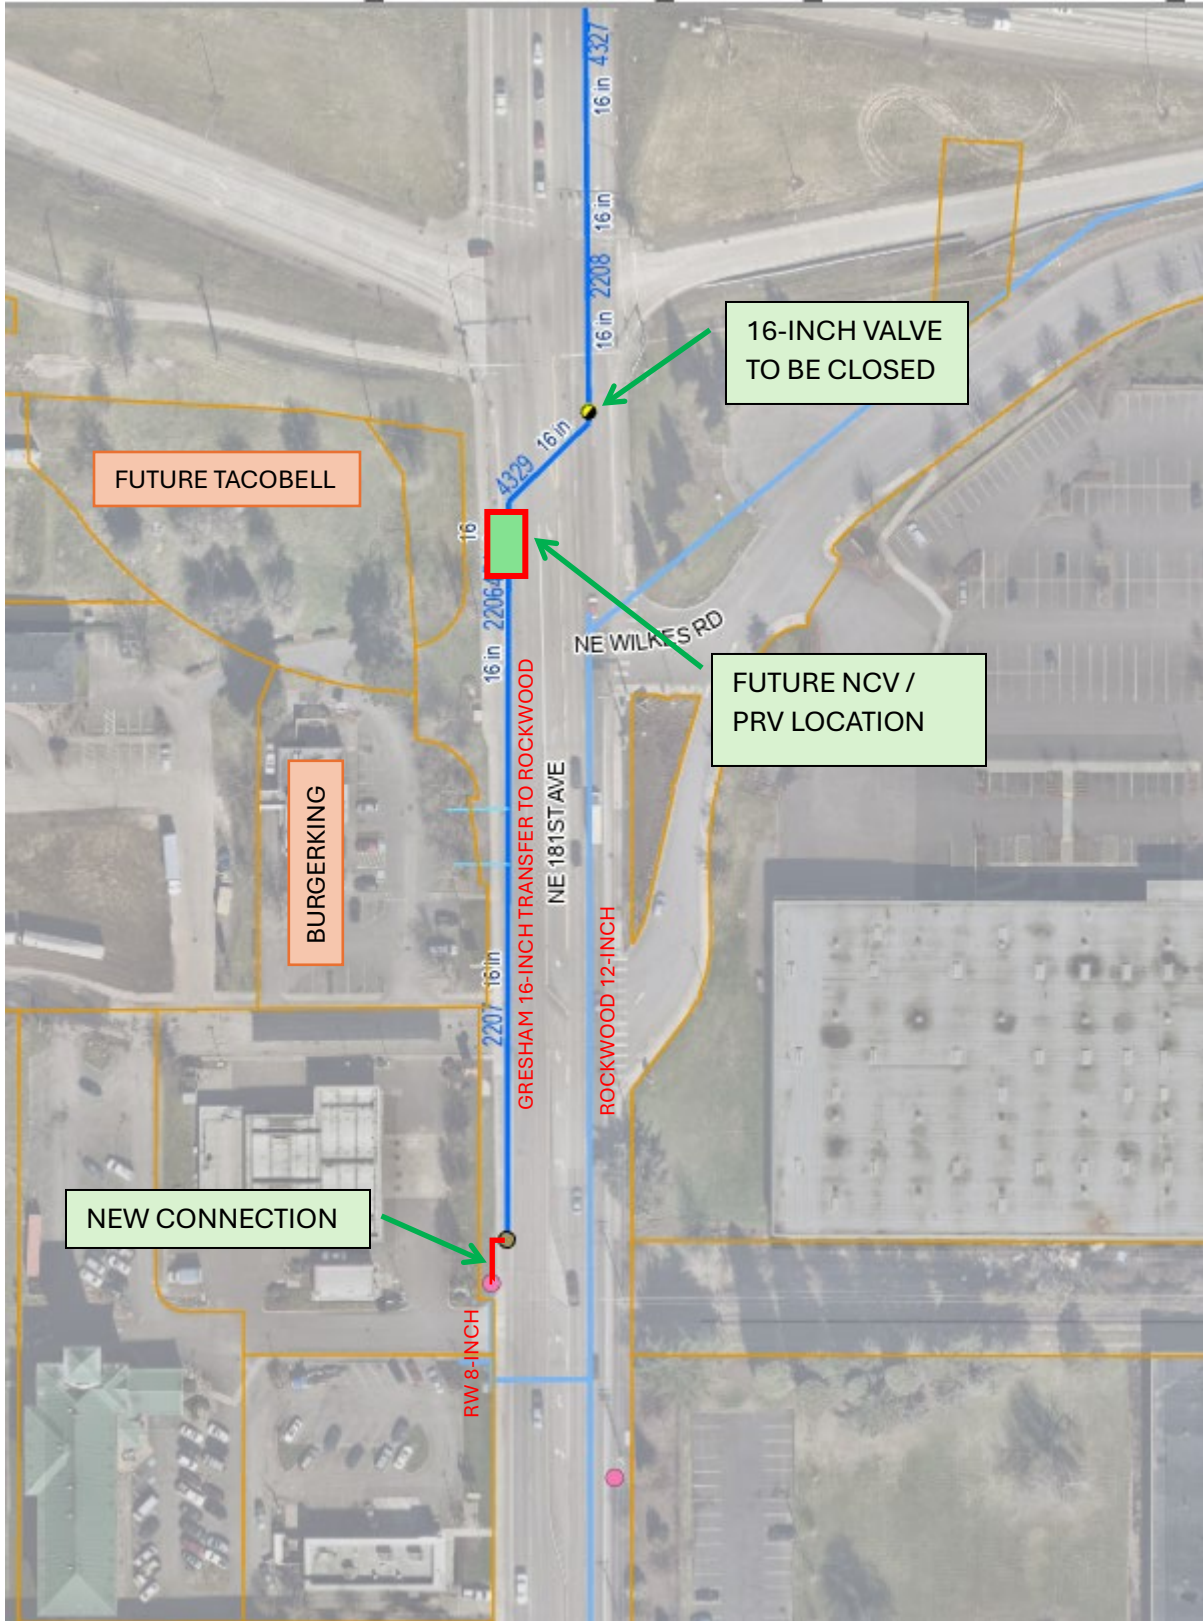 4327
16 in
16 in
2208
16 in
16-INCH VALVE
TO BE CLOSED
16 in
4329
FUTURE TACOBELL
16
2206
16 in
NE WILKES RD
FUTURE NCV /
PRV LOCATION
GRESHAM 16-INCH TRANSFER TO ROCKWOOD
NE 181ST AVE
BURGERKING
ROCKWOOD 12-INCH
16 in
2207
NEW CONNECTION
RW 8-INCH